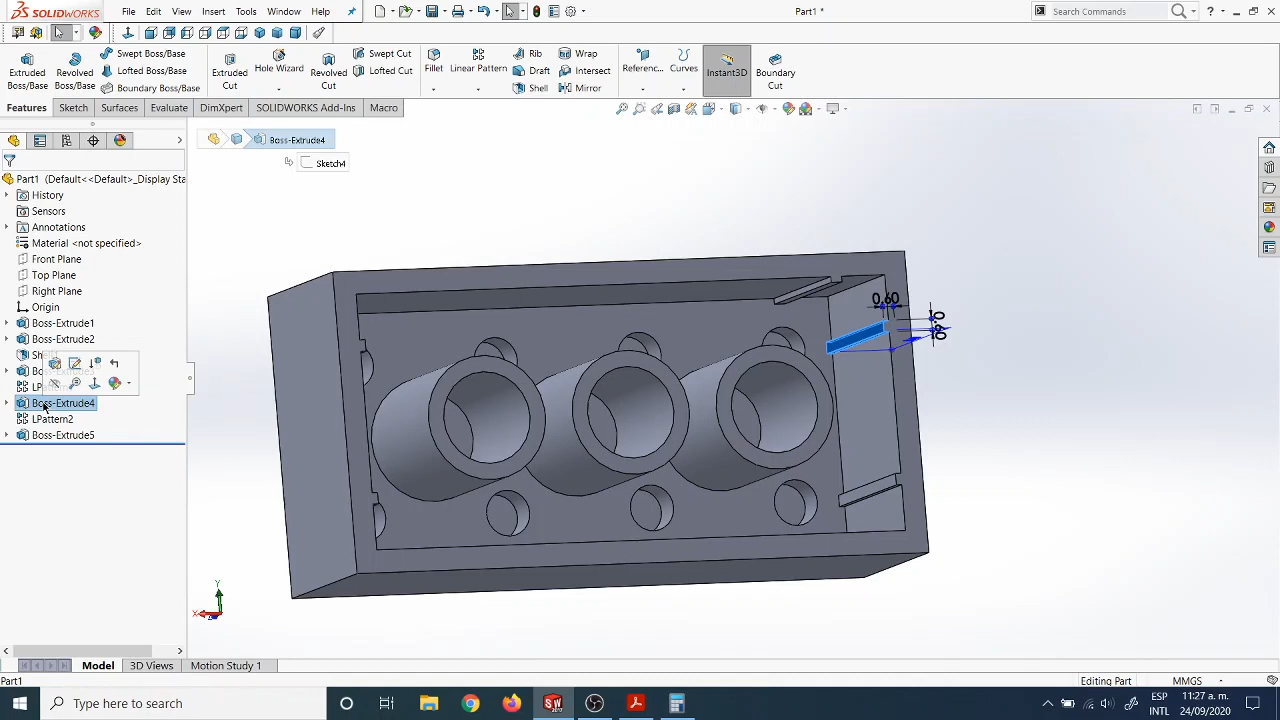 SOLIDWORKS File Edit View Insert Tools Window Help Part1 * Search Commands
Extruded Boss/Base
Revolved Boss/Base
Swept Boss/Base
Lofted Boss/Base
Boundary Boss/Base
Extruded Cut
Hole Wizard
Revolved Cut
Swept Cut
Lofted Cut
Fillet
Linear Pattern
Rib
Draft
Shell
Wrap
Intersect
Mirror
Referenc...
Curves
Instant3D
Boundary Cut
Features Sketch Surfaces Evaluate DimXpert SOLIDWORKS Add-Ins Macro
Boss-Extrude4
Sketch4
Part1 (Default<<Default>_Display Sta
History
Sensors
Annotations
Material <not specified>
Front Plane
Top Plane
Right Plane
Origin
Boss-Extrude1
Boss-Extrude2
Boss-Extrude4
LPattern2
Boss-Extrude5
0.60
Y
X
Model 3D Views Motion Study 1
Part1 Editing Part MMGS
Type here to search
ESP
INTL
11:27 a. m.
24/09/2020